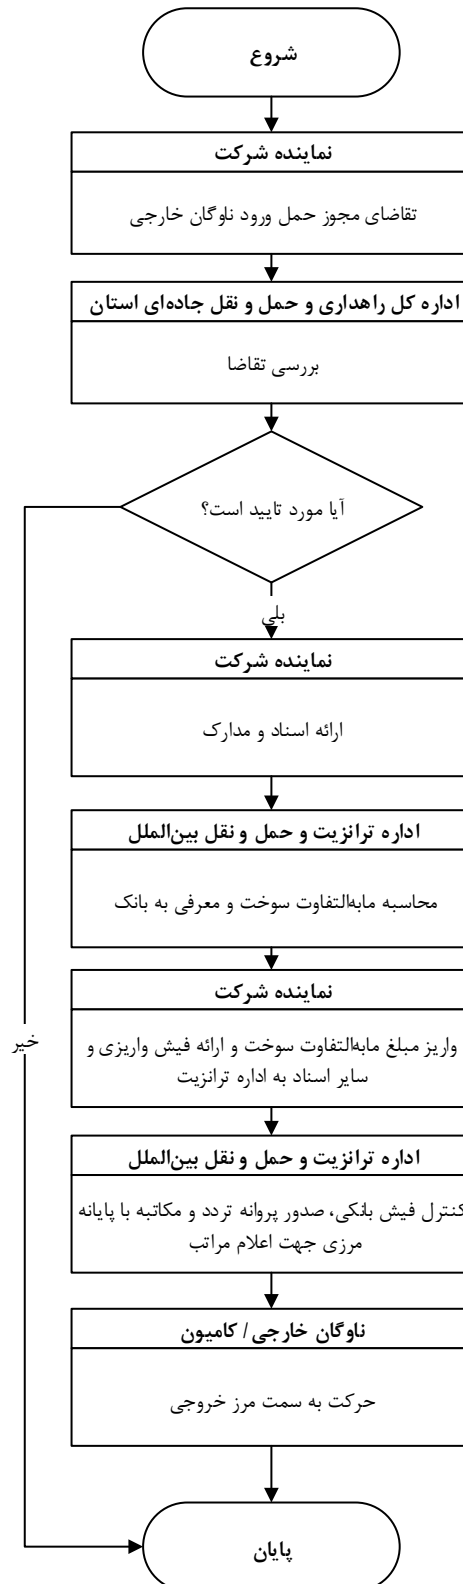 شروع
نماینده شرکت
تقاضای مجوز حمل ورود ناوگان خارجی
اداره کل راهداری و حمل و نقل جاده‌ای استان
بررسی تقاضا
آیا مورد تایید است؟
بلی
نماینده شرکت
ارائه اسناد و مدارک
اداره ترانزیت و حمل و نقل بین‌الملل
محاسبه مابه‌التفاوت سوخت و معرفی به بانک
نماینده شرکت
خیر
واریز مبلغ مابه‌التفاوت سوخت و ارائه فیش واریزی و
سایر اسناد به اداره ترانزیت
اداره ترانزیت و حمل و نقل بین‌الملل
کنترل فیش بانکی، صدور پروانه تردد و مکاتبه با پایانه
مرزی جهت اعلام مراتب
ناوگان خارجی/ کامیون
حرکت به سمت مرز خروجی
پایان